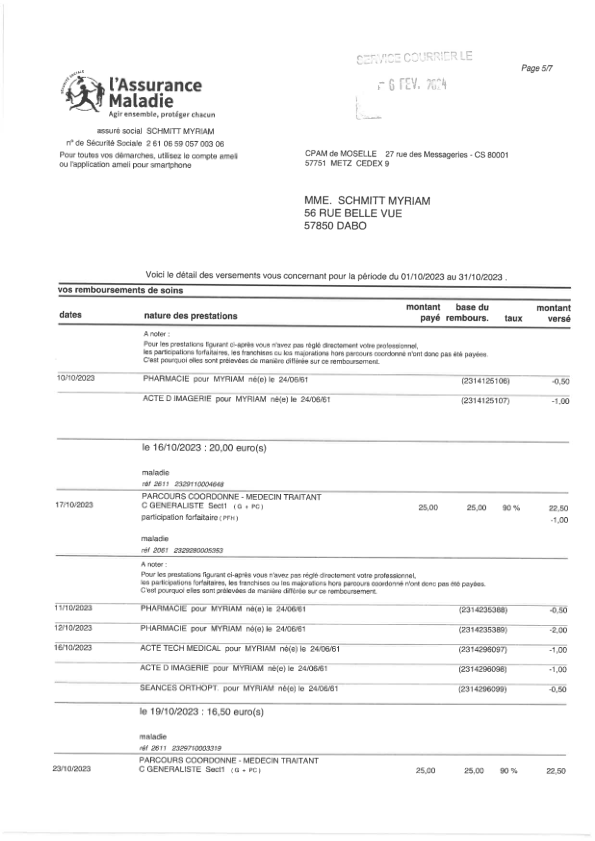 SERVICE COURRIER LE
- 6 FEV. 2024
Page 5/7
l'Assurance
Maladie
Agir ensemble, protéger chacun
assuré social SCHMITT MYRIAM
n° de Sécurité Sociale 2 61 06 59 057 003 06
Pour toutes vos démarches, utilisez le compte ameli
ou l'application ameli pour smartphone
CPAM de MOSELLE 27 rue des Messageries - CS 80001
57751 METZ CEDEX 9
MME. SCHMITT MYRIAM
56 RUE BELLE VUE
57850 DABO
Voici le détail des versements vous concernant pour la période du 01/10/2023 au 31/10/2023 .
vos remboursements de soins
dates nature des prestations montant payé base du rembours. taux montant versé
A noter :
Pour les prestations figurant ci-après vous n'avez pas réglé directement votre professionnel,
les participations forfaitaires, les franchises ou les majorations hors parcours coordonné n'ont donc pas été payées.
C'est pourquoi elles sont prélevées de manière différée sur ce remboursement.
10/10/2023 PHARMACIE pour MYRIAM né(e) le 24/06/61 (2314125106) -0,50
ACTE D IMAGERIE pour MYRIAM né(e) le 24/06/61 (2314125107) -1,00
le 16/10/2023 : 20,00 euro(s)
maladie
réf 2611 2329110004648
PARCOURS COORDONNE - MEDECIN TRAITANT
17/10/2023 C GENERALISTE Sect1 (G + PC) 25,00 25,00 90 % 22,50
participation forfaitaire (PFH) -1,00
maladie
réf 2061 2329280005353
A noter :
Pour les prestations figurant ci-après vous n'avez pas réglé directement votre professionnel,
les participations forfaitaires, les franchises ou les majorations hors parcours coordonné n'ont donc pas été payées.
C'est pourquoi elles sont prélevées de manière différée sur ce remboursement.
11/10/2023 PHARMACIE pour MYRIAM né(e) le 24/06/61 (2314235388) -0,50
12/10/2023 PHARMACIE pour MYRIAM né(e) le 24/06/61 (2314235389) -2,00
16/10/2023 ACTE TECH MEDICAL pour MYRIAM né(e) le 24/06/61 (2314296097) -1,00
ACTE D IMAGERIE pour MYRIAM né(e) le 24/06/61 (2314296098) -1,00
SEANCES ORTHOPT. pour MYRIAM né(e) le 24/06/61 (2314296099) -0,50
le 19/10/2023 : 16,50 euro(s)
maladie
réf 2611 2329710003319
PARCOURS COORDONNE - MEDECIN TRAITANT
23/10/2023 C GENERALISTE Sect1 (G + PC) 25,00 25,00 90 % 22,50